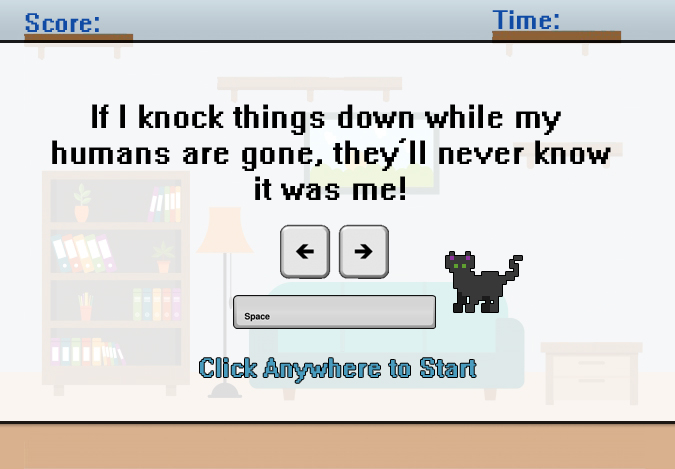 Score:
Time:
If I knock things down while my
humans are gone, they´ll never know
it was me!
← →
Space
Click Anywhere to Start